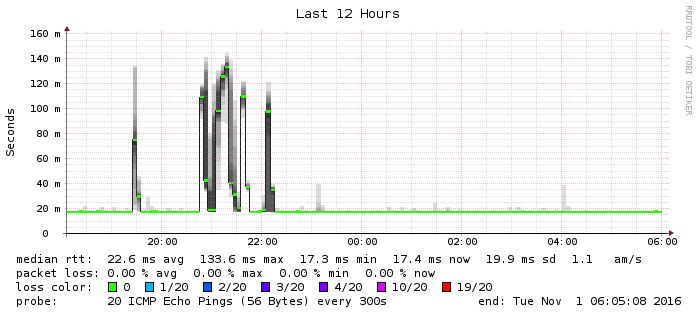 Last 12 Hours
RRDTOOL / TOBI OETIKER
Seconds
160 m
140 m
120 m
100 m
80 m
60 m
40 m
20 m
0
20:00 22:00 00:00 02:00 04:00 06:00
median rtt: 22.6 ms avg 133.6 ms max 17.3 ms min 17.4 ms now 19.9 ms sd 1.1 am/s
packet loss: 0.00 % avg 0.00 % max 0.00 % min 0.00 % now
loss color: 0 1/20 2/20 3/20 4/20 10/20 19/20
probe: 20 ICMP Echo Pings (56 Bytes) every 300s end: Tue Nov 1 06:05:08 2016